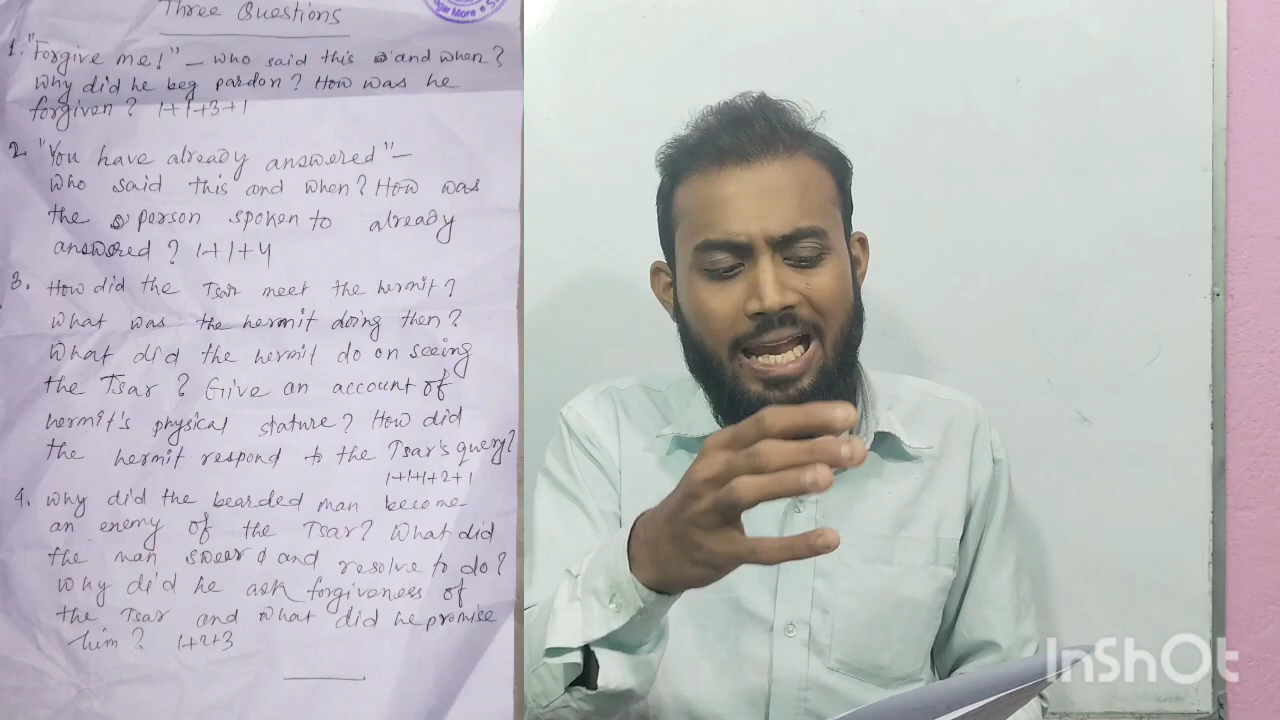 Three Questions
gar More
1. "Forgive me!" – who said this and when?
Why did he beg pardon? How was he
forgiven? 1+1+3+1
2. "You have already answered" –
who said this and when? How was
the person spoken to already
answered? 1+1+4
3. How did the Tsar meet the hermit?
What was the hermit doing then?
What did the hermit do on seeing
the Tsar? Give an account of
hermit's physical stature? How did
the hermit respond to the Tsar's query?
1+1+1+2+1
4. Why did the bearded man become
an enemy of the Tsar? What did
the man swear and resolve to do?
Why did he ask forgiveness of
the Tsar and what did he promise
him? 1+2+3
InShOt